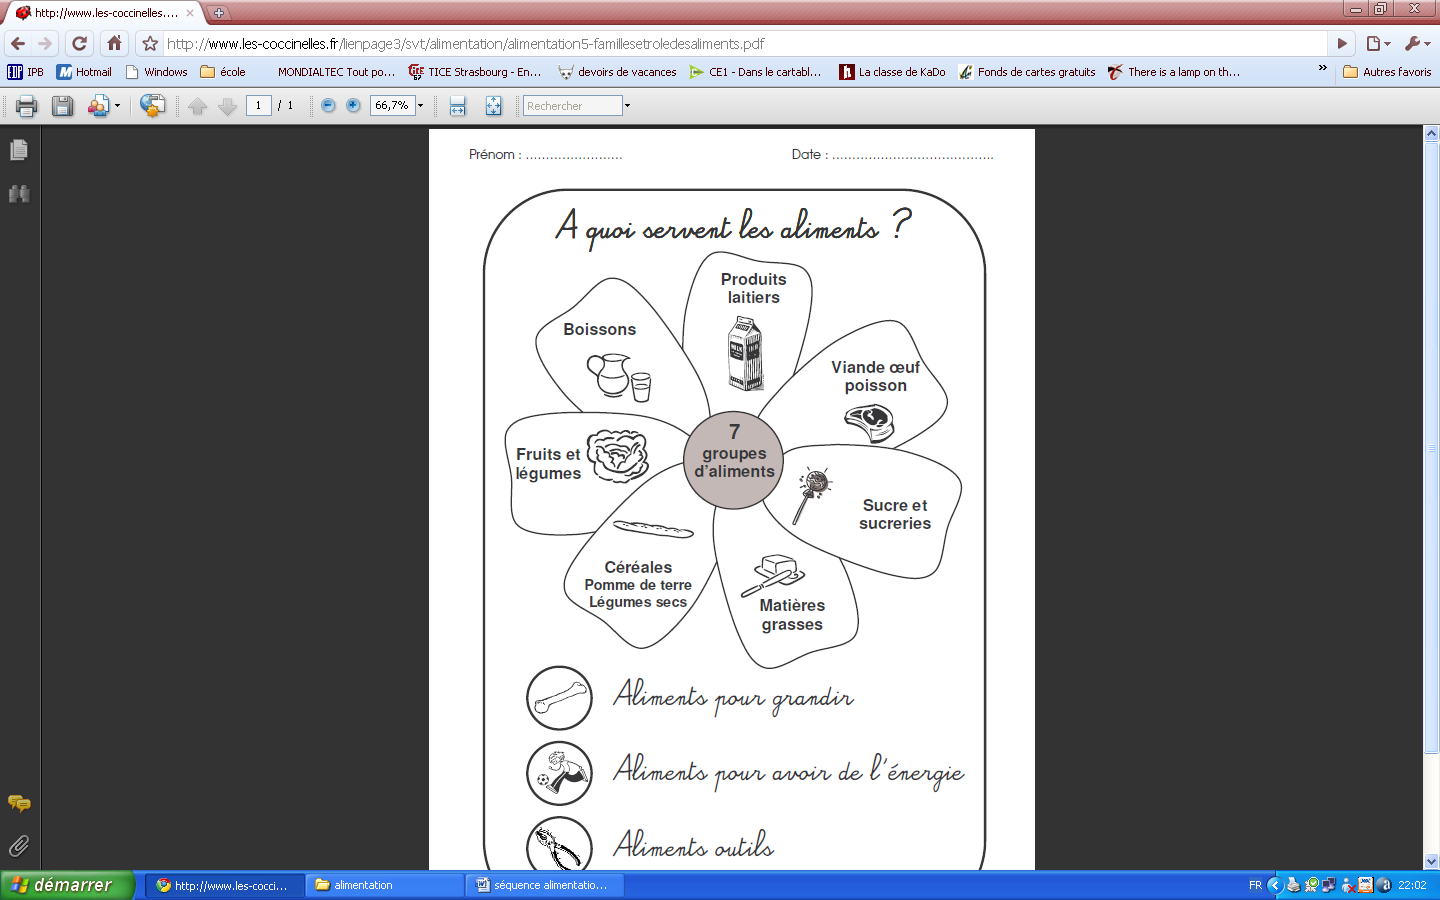 http://www.les-coccinelles....
http://www.les-coccinelles.fr/lienpage3/svt/alimentation/alimentation5-famillesetroledesaliments.pdf
IPB Hotmail Windows école MONDIALTEC Tout po... TICE Strasbourg - En... devoirs de vacances CE1 - Dans le cartabl... La classe de KaDo Fonds de cartes gratuits There is a lamp on th... » Autres favoris
1 / 1 66,7% Rechercher
Prénom : ........................ Date : ........................................
A quoi servent les aliments ?
Produits
laitiers
Boissons
Viande œuf
poisson
7
groupes
d'aliments
Fruits et
légumes
Sucre et
sucreries
Céréales
Pomme de terre
Légumes secs
Matières
grasses
Aliments pour grandir
Aliments pour avoir de l'énergie
Aliments outils
démarrer http://www.les-cocci... alimentation séquence alimentatio... FR 22:02